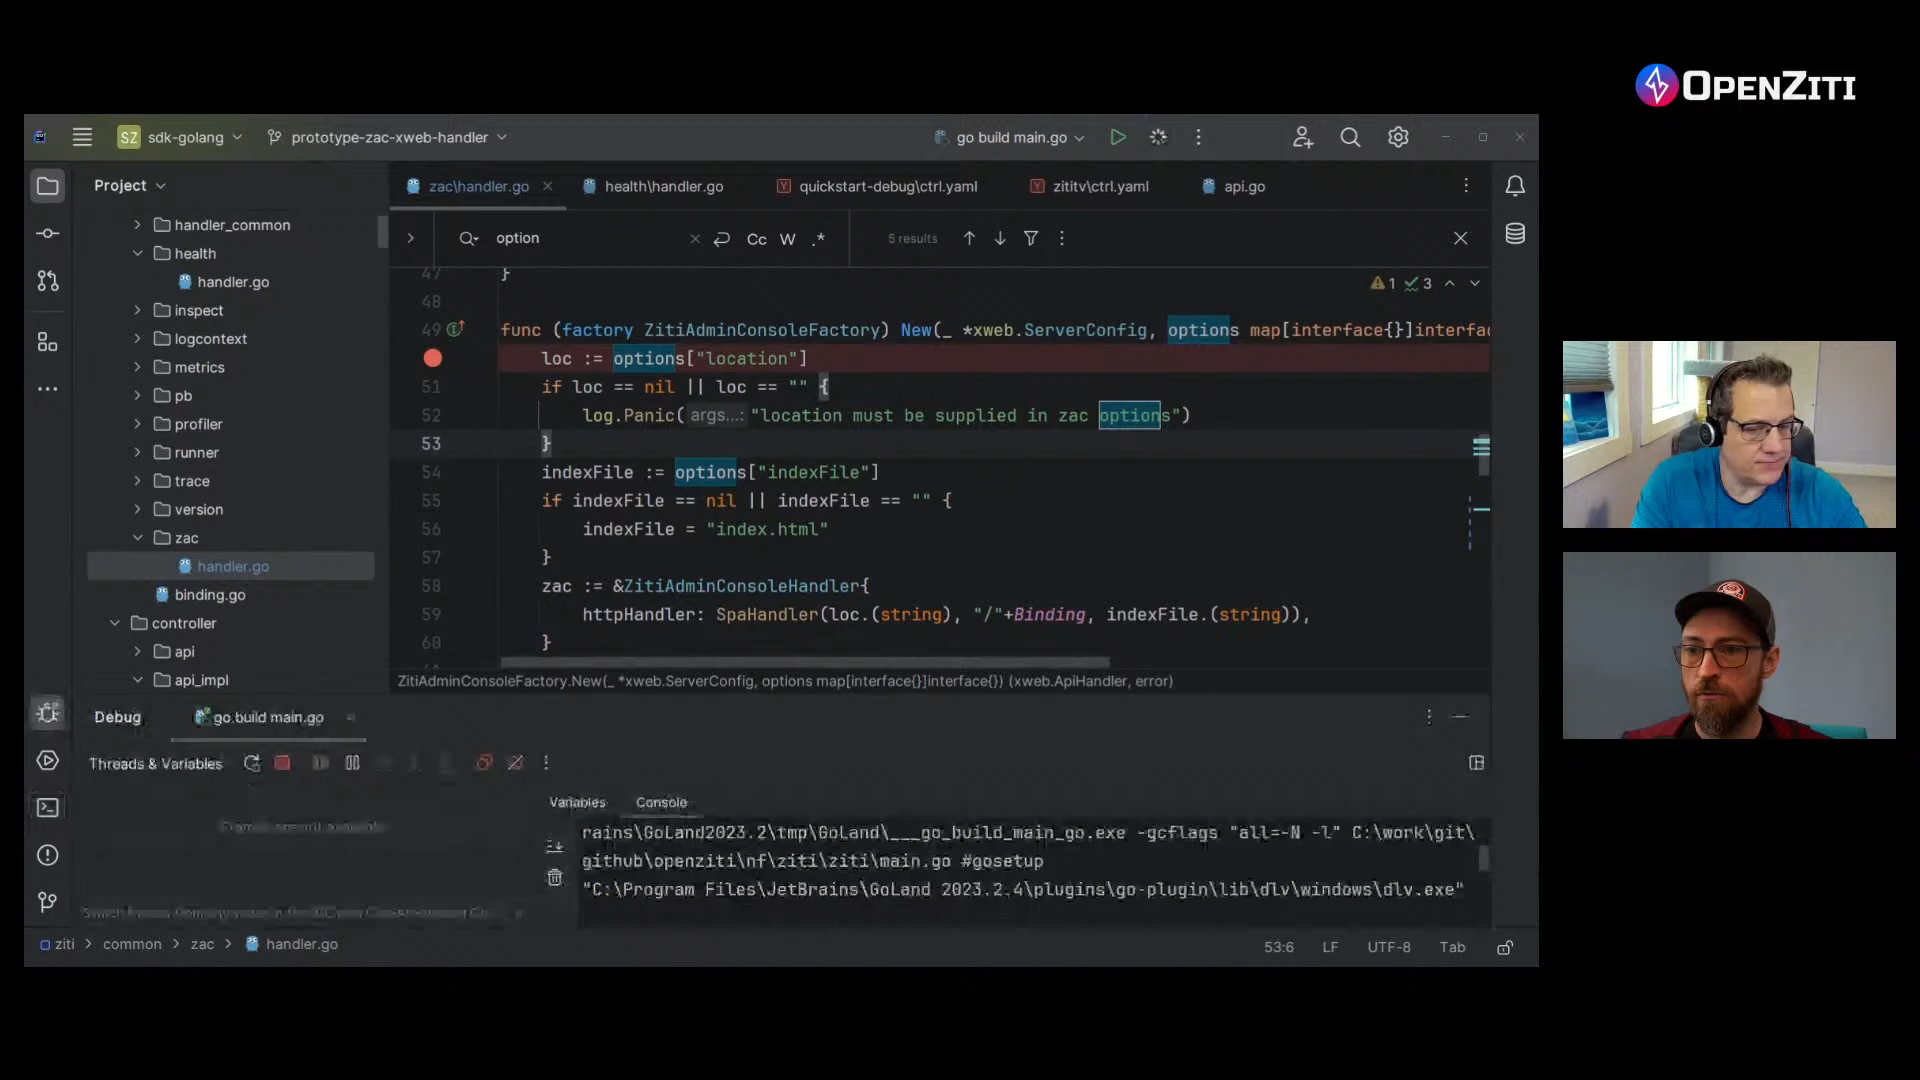 OPENZITI
SZ sdk-golang prototype-zac-xweb-handler go build main.go
Project
zac\handler.go health\handler.go quickstart-debug\ctrl.yaml zititv\ctrl.yaml api.go
option Cc W .* 5 results
handler_common
health
handler.go
inspect
logcontext
metrics
pb
profiler
runner
trace
version
zac
handler.go
binding.go
controller
api
api_impl
1 3
47 }
48
49 func (factory ZitiAdminConsoleFactory) New(_ *xweb.ServerConfig, options map[interface{}]interfac
loc := options["location"]
51 if loc == nil || loc == "" {
52 log.Panic( args...: "location must be supplied in zac options")
53 }
54 indexFile := options["indexFile"]
55 if indexFile == nil || indexFile == "" {
56 indexFile = "index.html"
57 }
58 zac := &ZitiAdminConsoleHandler{
59 httpHandler: SpaHandler(loc.(string), "/"+Binding, indexFile.(string)),
60 }
ZitiAdminConsoleFactory.New(_ *xweb.ServerConfig, options map[interface{}]interface{}) (xweb.ApiHandler, error)
Debug go build main.go
Threads & Variables
Variables Console
rains\GoLand2023.2\tmp\GoLand\___go_build_main_go.exe -gcflags "all=-N -l" C:\work\git\
github\openziti\nf\ziti\ziti\main.go #gosetup
"C:\Program Files\JetBrains\GoLand 2023.2.4\plugins\go-plugin\lib\dlv\windows\dlv.exe"
ziti > common > zac > handler.go 53:6 LF UTF-8 Tab